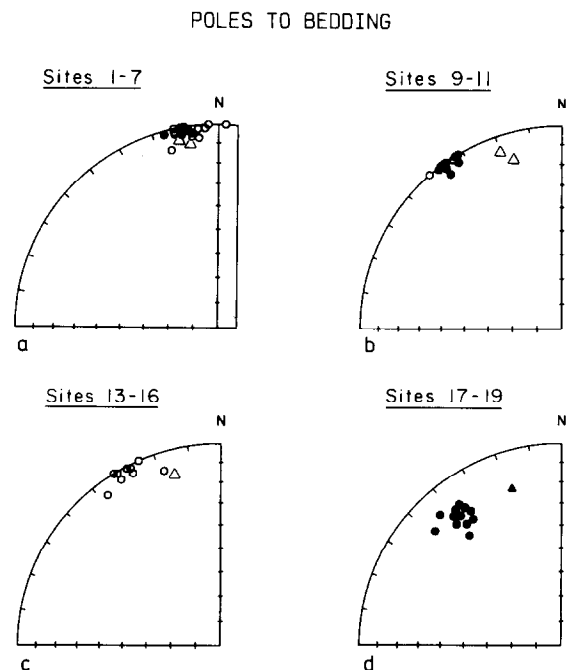 POLES TO BEDDING
Sites 1-7
N
a
Sites 9-11
N
b
Sites 13-16
N
c
Sites 17-19
N
d